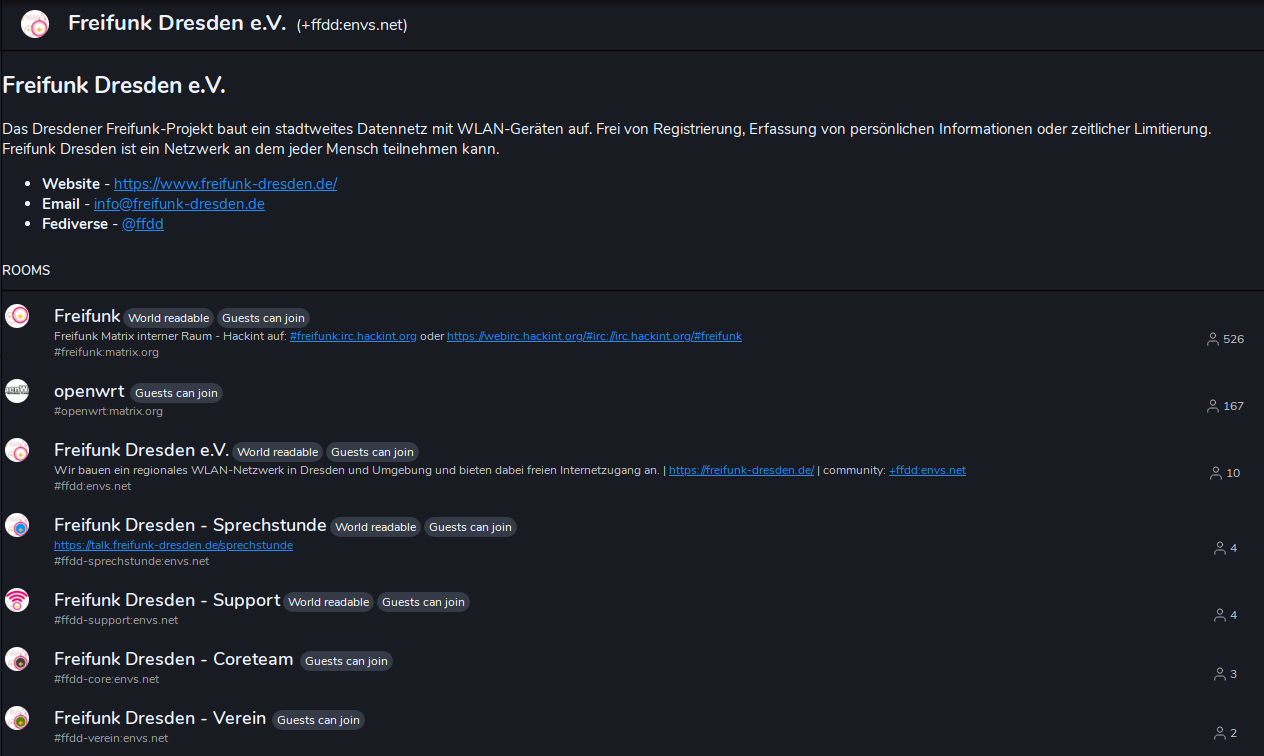 Freifunk Dresden e.V. (+ffdd:envs.net)
Freifunk Dresden e.V.
Das Dresdener Freifunk-Projekt baut ein stadtweites Datennetz mit WLAN-Geräten auf. Frei von Registrierung, Erfassung von persönlichen Informationen oder zeitlicher Limitierung.
Freifunk Dresden ist ein Netzwerk an dem jeder Mensch teilnehmen kann.
• Website - https://www.freifunk-dresden.de/
• Email - info@freifunk-dresden.de
• Fediverse - @ffdd
ROOMS
Freifunk World readable Guests can join
Freifunk Matrix interner Raum - Hackint auf: #freifunk:irc.hackint.org oder https://webirc.hackint.org/#irc://irc.hackint.org/#freifunk
526
#freifunk:matrix.org
openwrt Guests can join
167
#openwrt:matrix.org
Freifunk Dresden e.V. World readable Guests can join
Wir bauen ein regionales WLAN-Netzwerk in Dresden und Umgebung und bieten dabei freien Internetzugang an. | https://freifunk-dresden.de/ | community: +ffdd:envs.net
10
#ffdd:envs.net
Freifunk Dresden - Sprechstunde World readable Guests can join
https://talk.freifunk-dresden.de/sprechstunde
4
#ffdd-sprechstunde:envs.net
Freifunk Dresden - Support World readable Guests can join
4
#ffdd-support:envs.net
Freifunk Dresden - Coreteam Guests can join
3
#ffdd-core:envs.net
Freifunk Dresden - Verein Guests can join
2
#ffdd-verein:envs.net